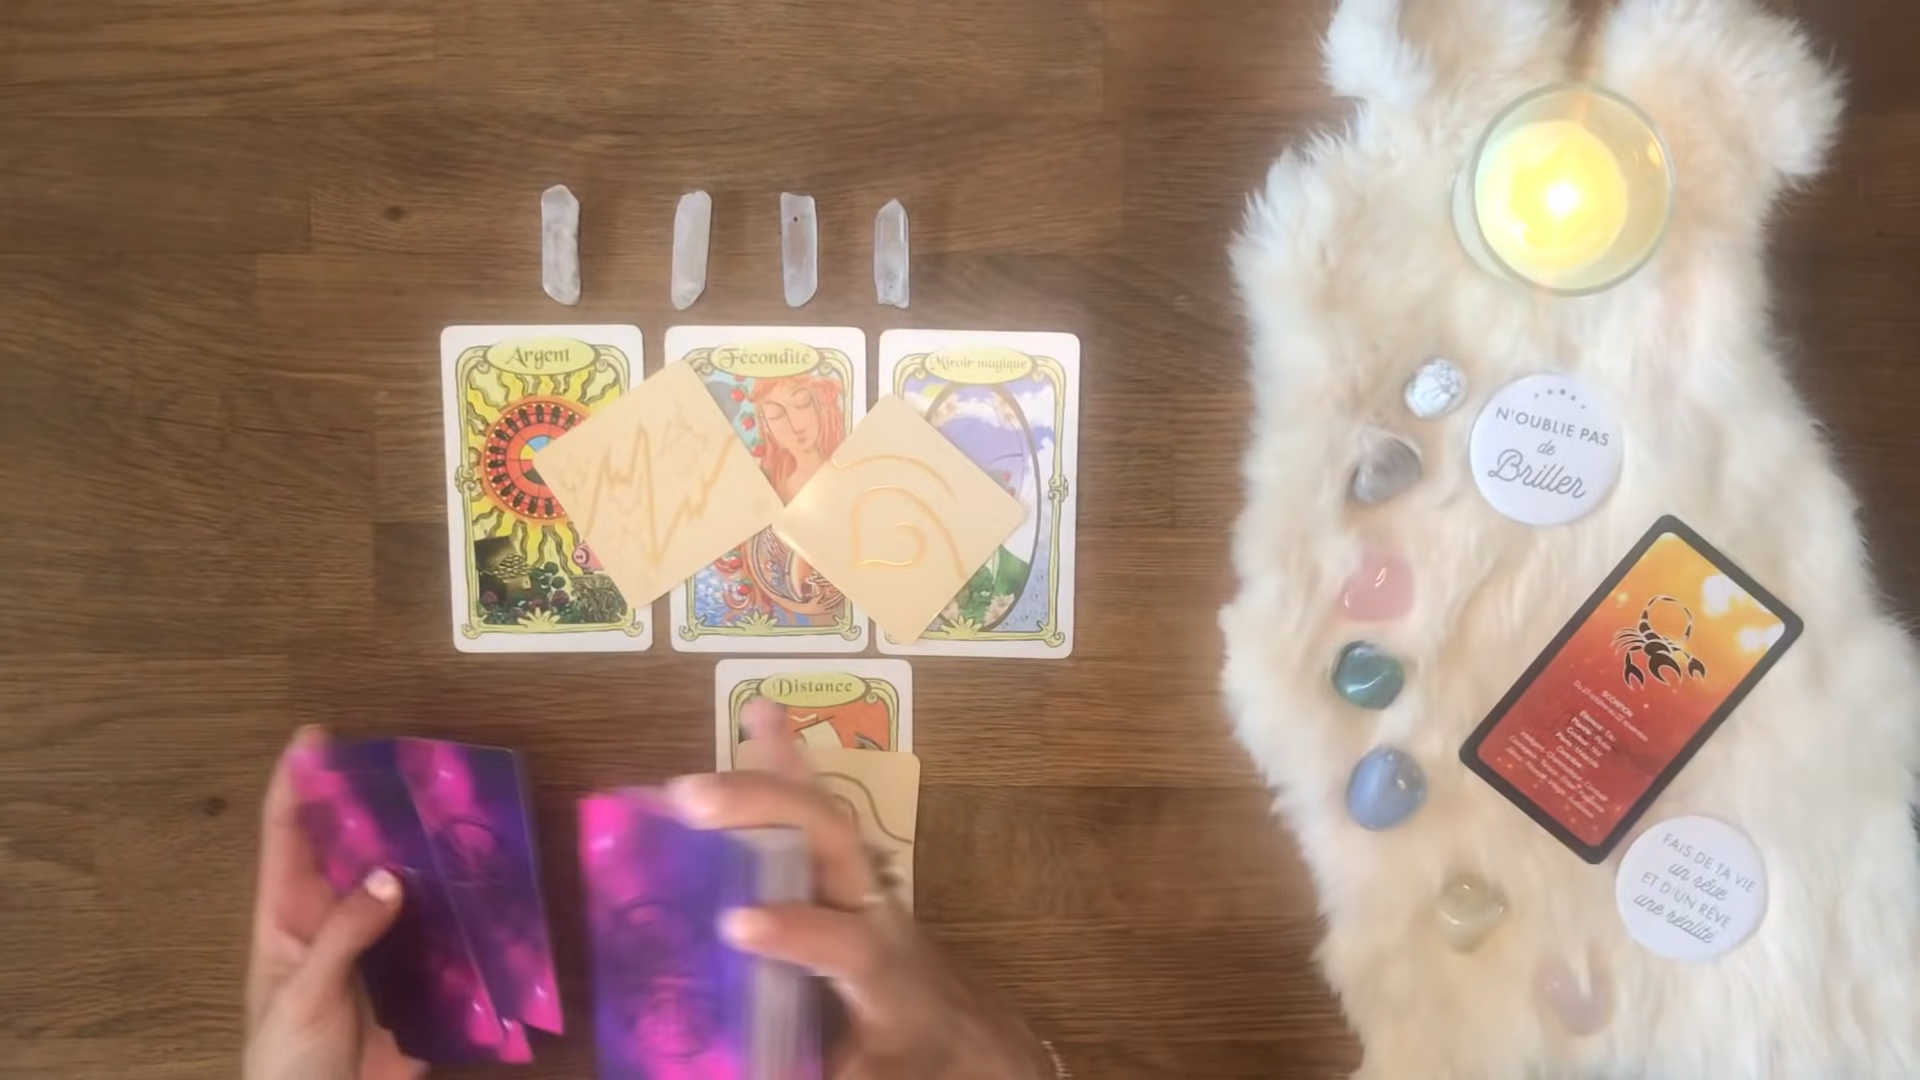 Argent
Fécondité
Miroir magique
Distance
N'OUBLIE PAS
de
Briller
SCORPION
FAIS DE TA VIE
un rêve
ET D'UN RÊVE
une réalité